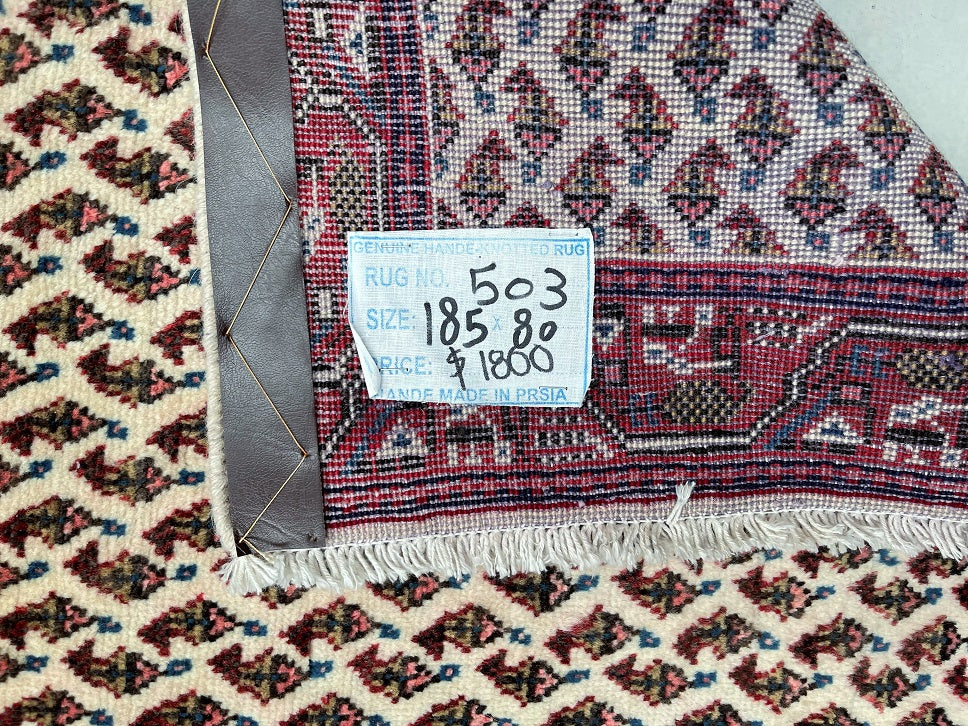 GENUINE HANDE-KNOTTED RUG
RUG NO. 503
SIZE: 185 x 80
PRICE: $1800
HANDE MADE IN PRSIA